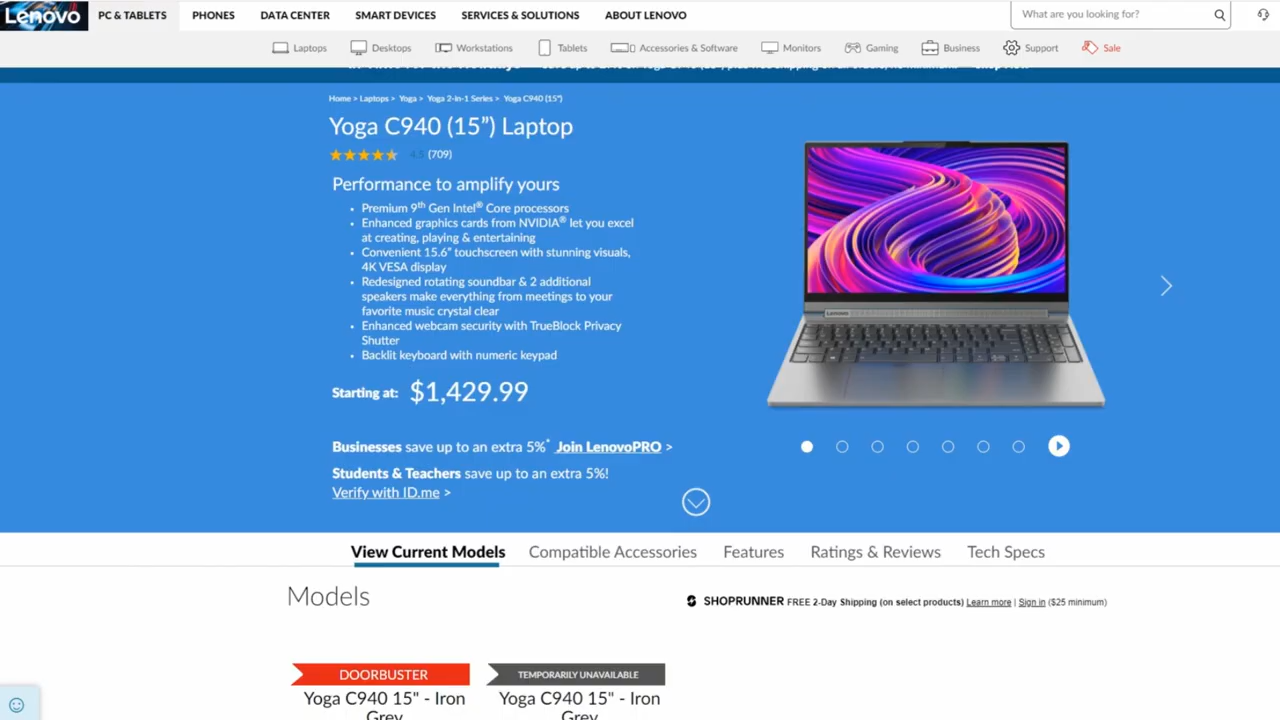 Lenovo
PC & TABLETS
PHONES
DATA CENTER
SMART DEVICES
SERVICES & SOLUTIONS
ABOUT LENOVO
What are you looking for?
Laptops
Desktops
Workstations
Tablets
Accessories & Software
Monitors
Gaming
Business
Support
Sale
Home > Laptops > Yoga > Yoga 2-in-1 Series > Yoga C940 (15")
Yoga C940 (15”) Laptop
4.5 (709)
Performance to amplify yours
• Premium 9th Gen Intel® Core processors
• Enhanced graphics cards from NVIDIA® let you excel
at creating, playing & entertaining
• Convenient 15.6” touchscreen with stunning visuals,
4K VESA display
• Redesigned rotating soundbar & 2 additional
speakers make everything from meetings to your
favorite music crystal clear
• Enhanced webcam security with TrueBlock Privacy
Shutter
• Backlit keyboard with numeric keypad
Starting at: $1,429.99
Businesses save up to an extra 5%* Join LenovoPRO >
Students & Teachers save up to an extra 5%!
Verify with ID.me >
Lenovo
View Current Models
Compatible Accessories
Features
Ratings & Reviews
Tech Specs
Models
SHOPRUNNER FREE 2-Day Shipping (on select products) Learn more | Sign in ($25 minimum)
DOORBUSTER
Yoga C940 15" - Iron
Grey
TEMPORARILY UNAVAILABLE
Yoga C940 15" - Iron
Grey